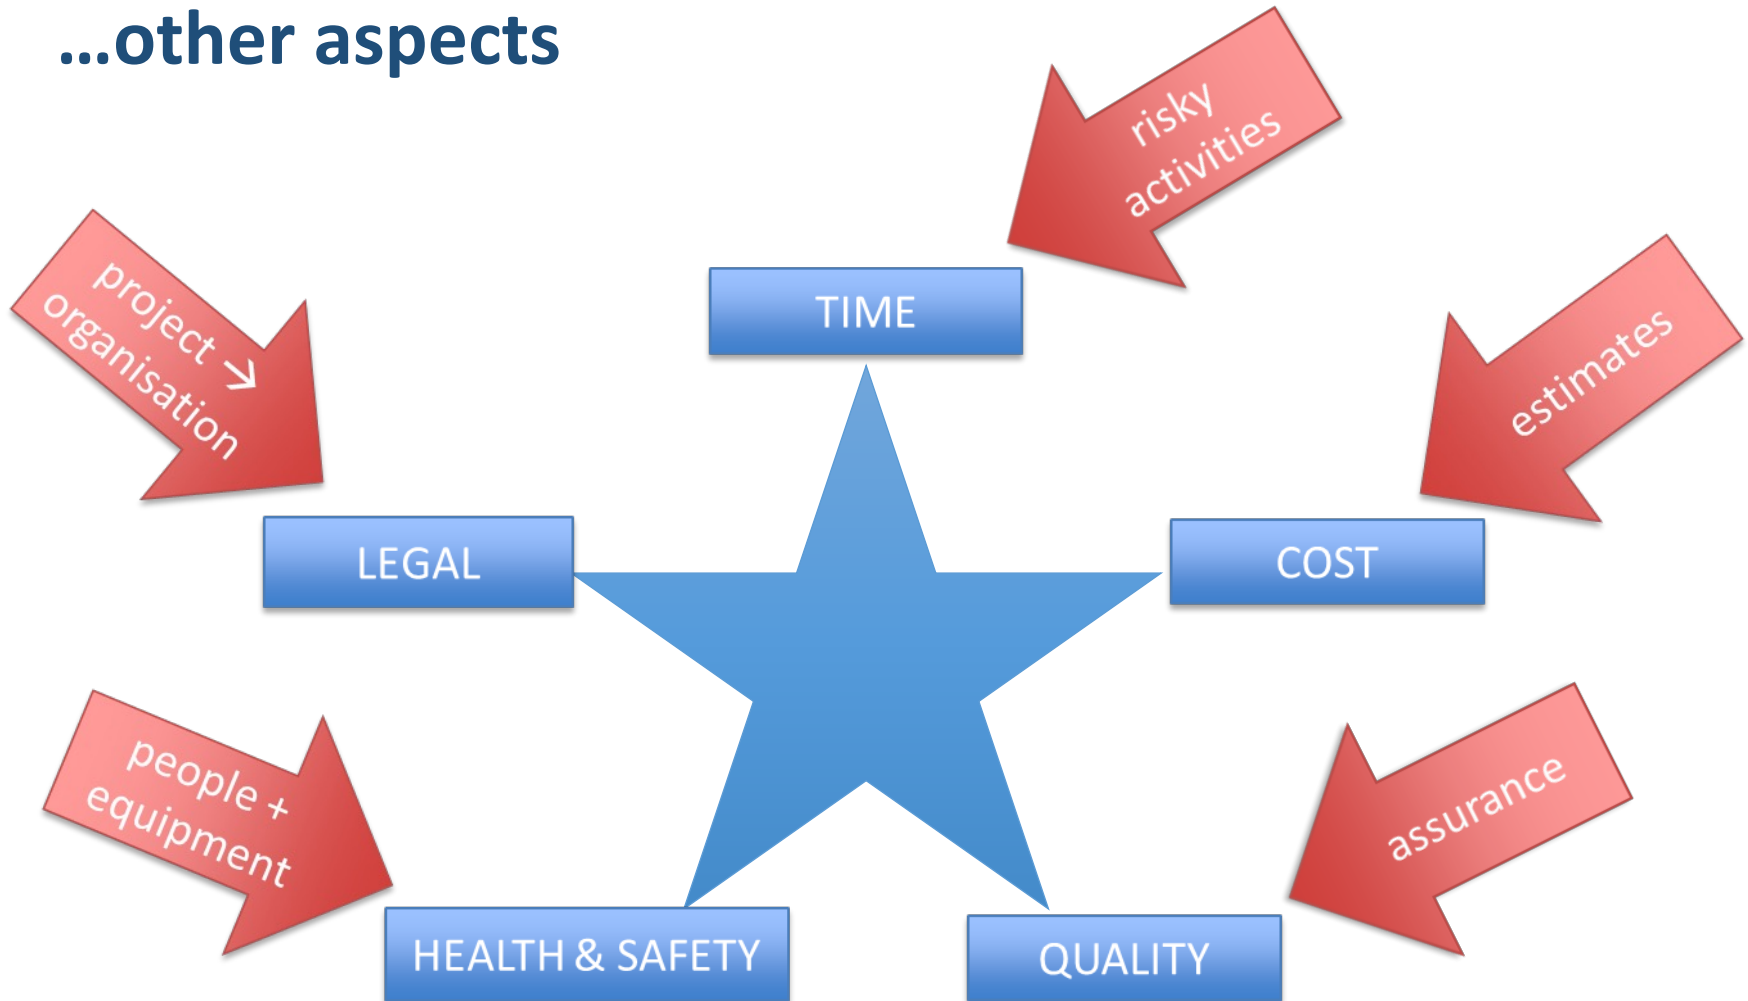 ...other aspects
risky
activities
project →
organisation
estimates
TIME
LEGAL
COST
people +
equipment
assurance
HEALTH & SAFETY
QUALITY